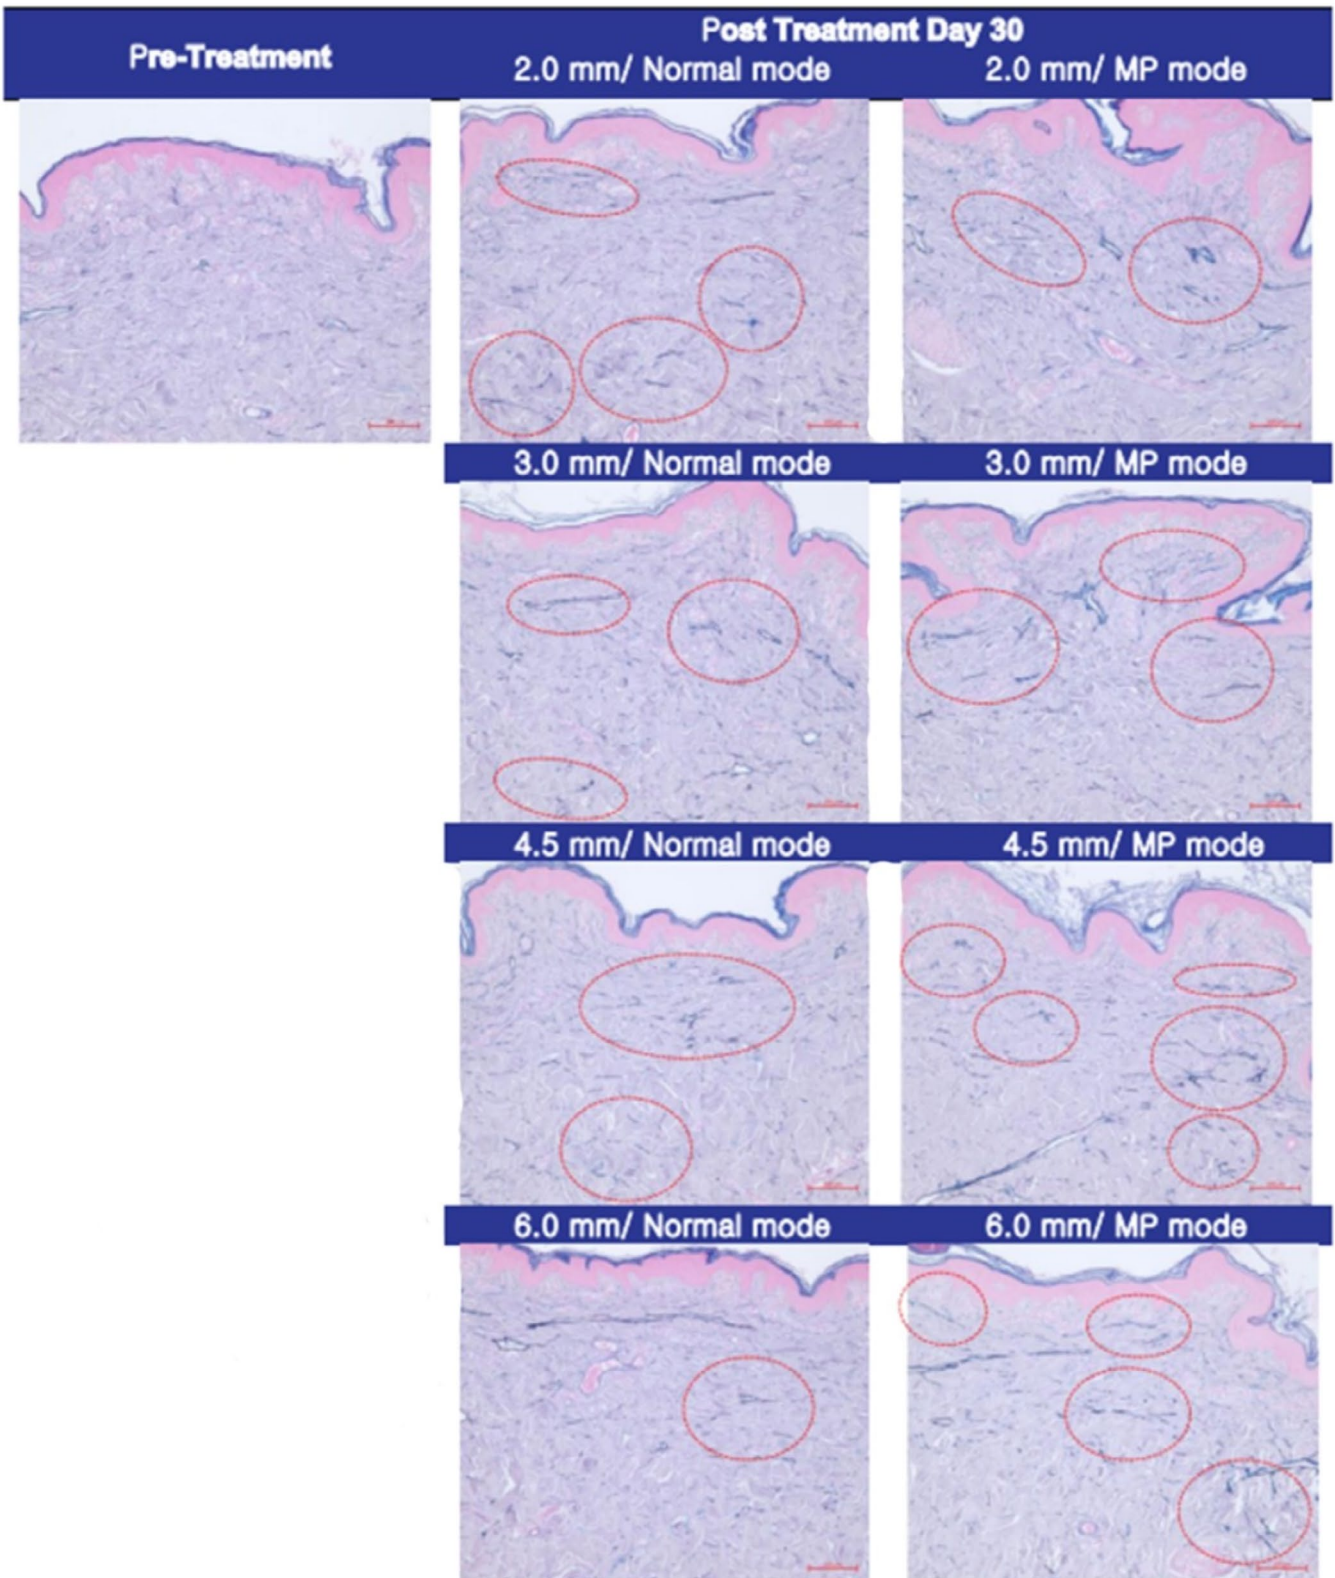 Pre-Treatment
Post Treatment Day 30
2.0 mm/ Normal mode
2.0 mm/ MP mode
3.0 mm/ Normal mode
3.0 mm/ MP mode
4.5 mm/ Normal mode
4.5 mm/ MP mode
6.0 mm/ Normal mode
6.0 mm/ MP mode